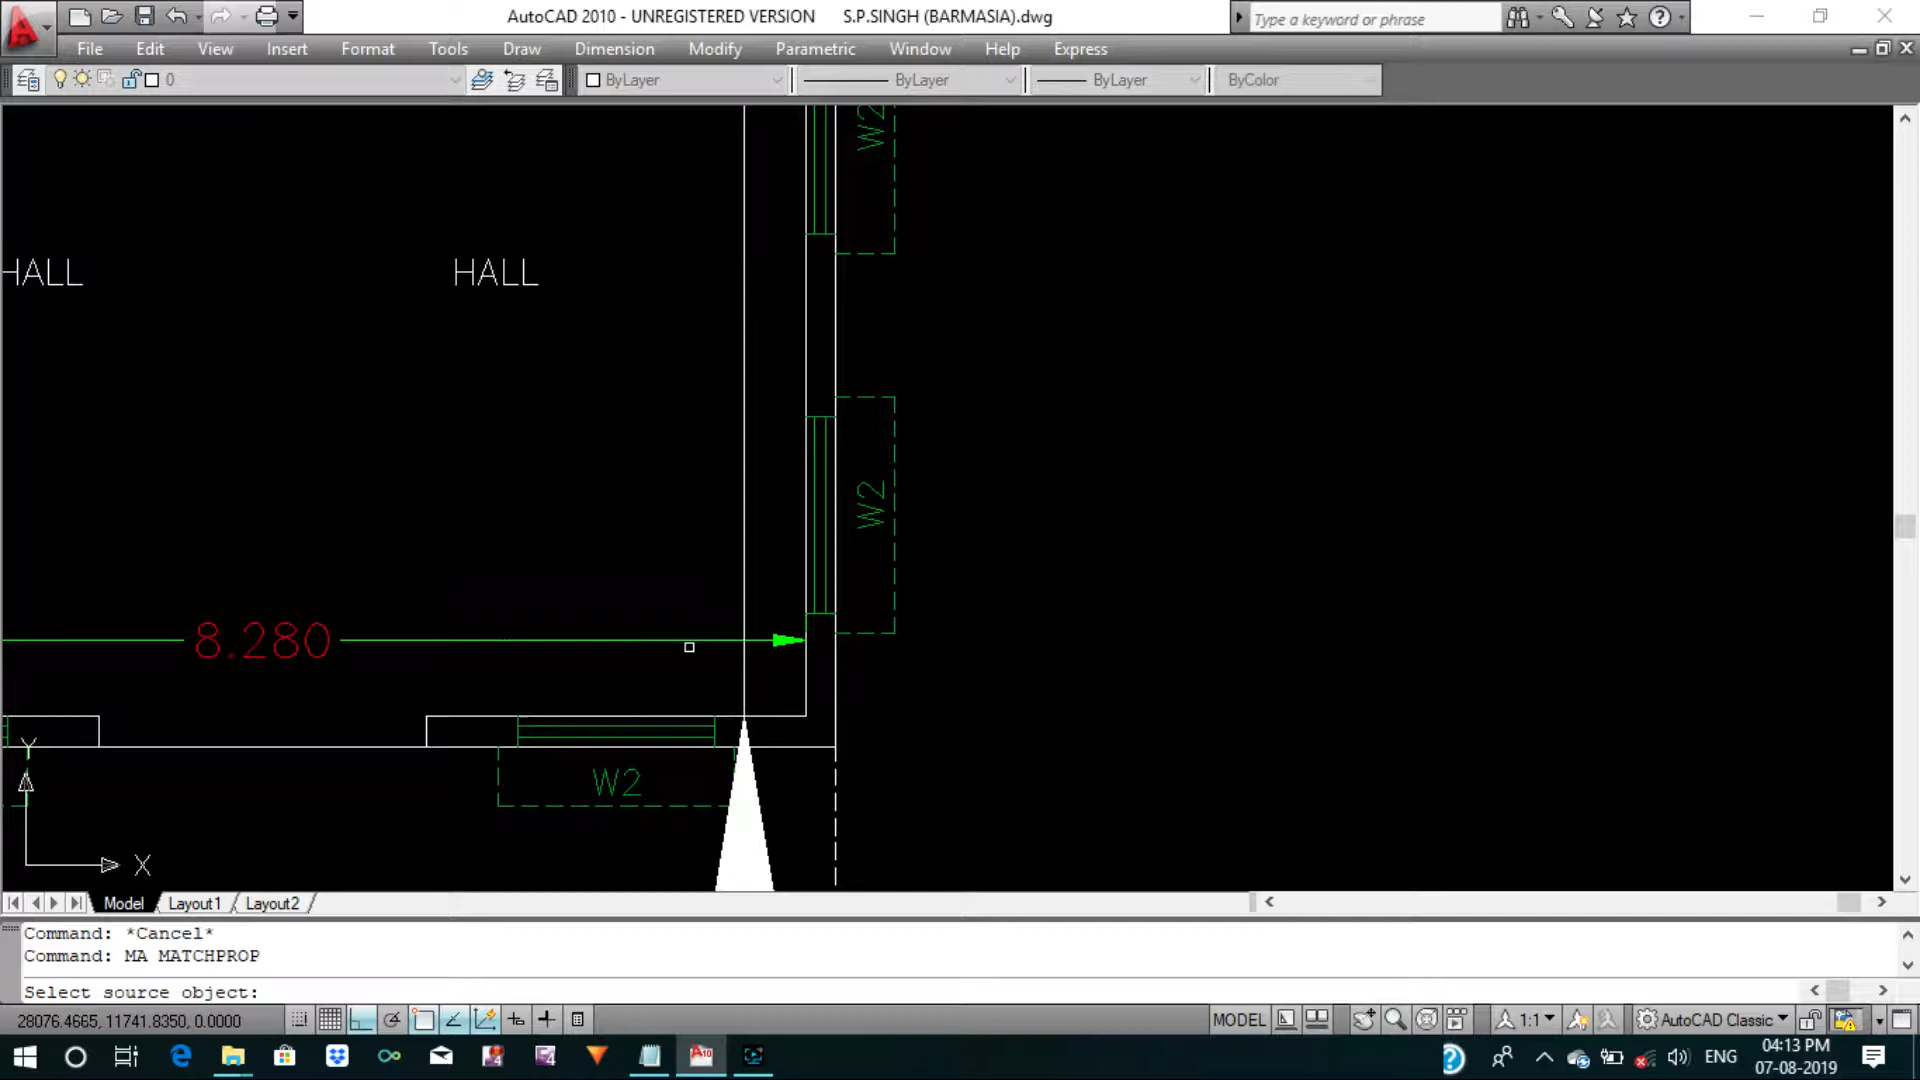 AutoCAD 2010 - UNREGISTERED VERSION S.P.SINGH (BARMASIA).dwg
Type a keyword or phrase
File Edit View Insert Format Tools Draw Dimension Modify Parametric Window Help Express
0 ByLayer ByLayer ByLayer ByColor
W2
HALL HALL
W2
8.280
W2
Y
X
Model Layout1 Layout2
Command: *Cancel*
Command: MA MATCHPROP
Select source object:
28076.4665, 11741.8350, 0.0000 MODEL 1:1 AutoCAD Classic
ENG 04:13 PM
07-08-2019